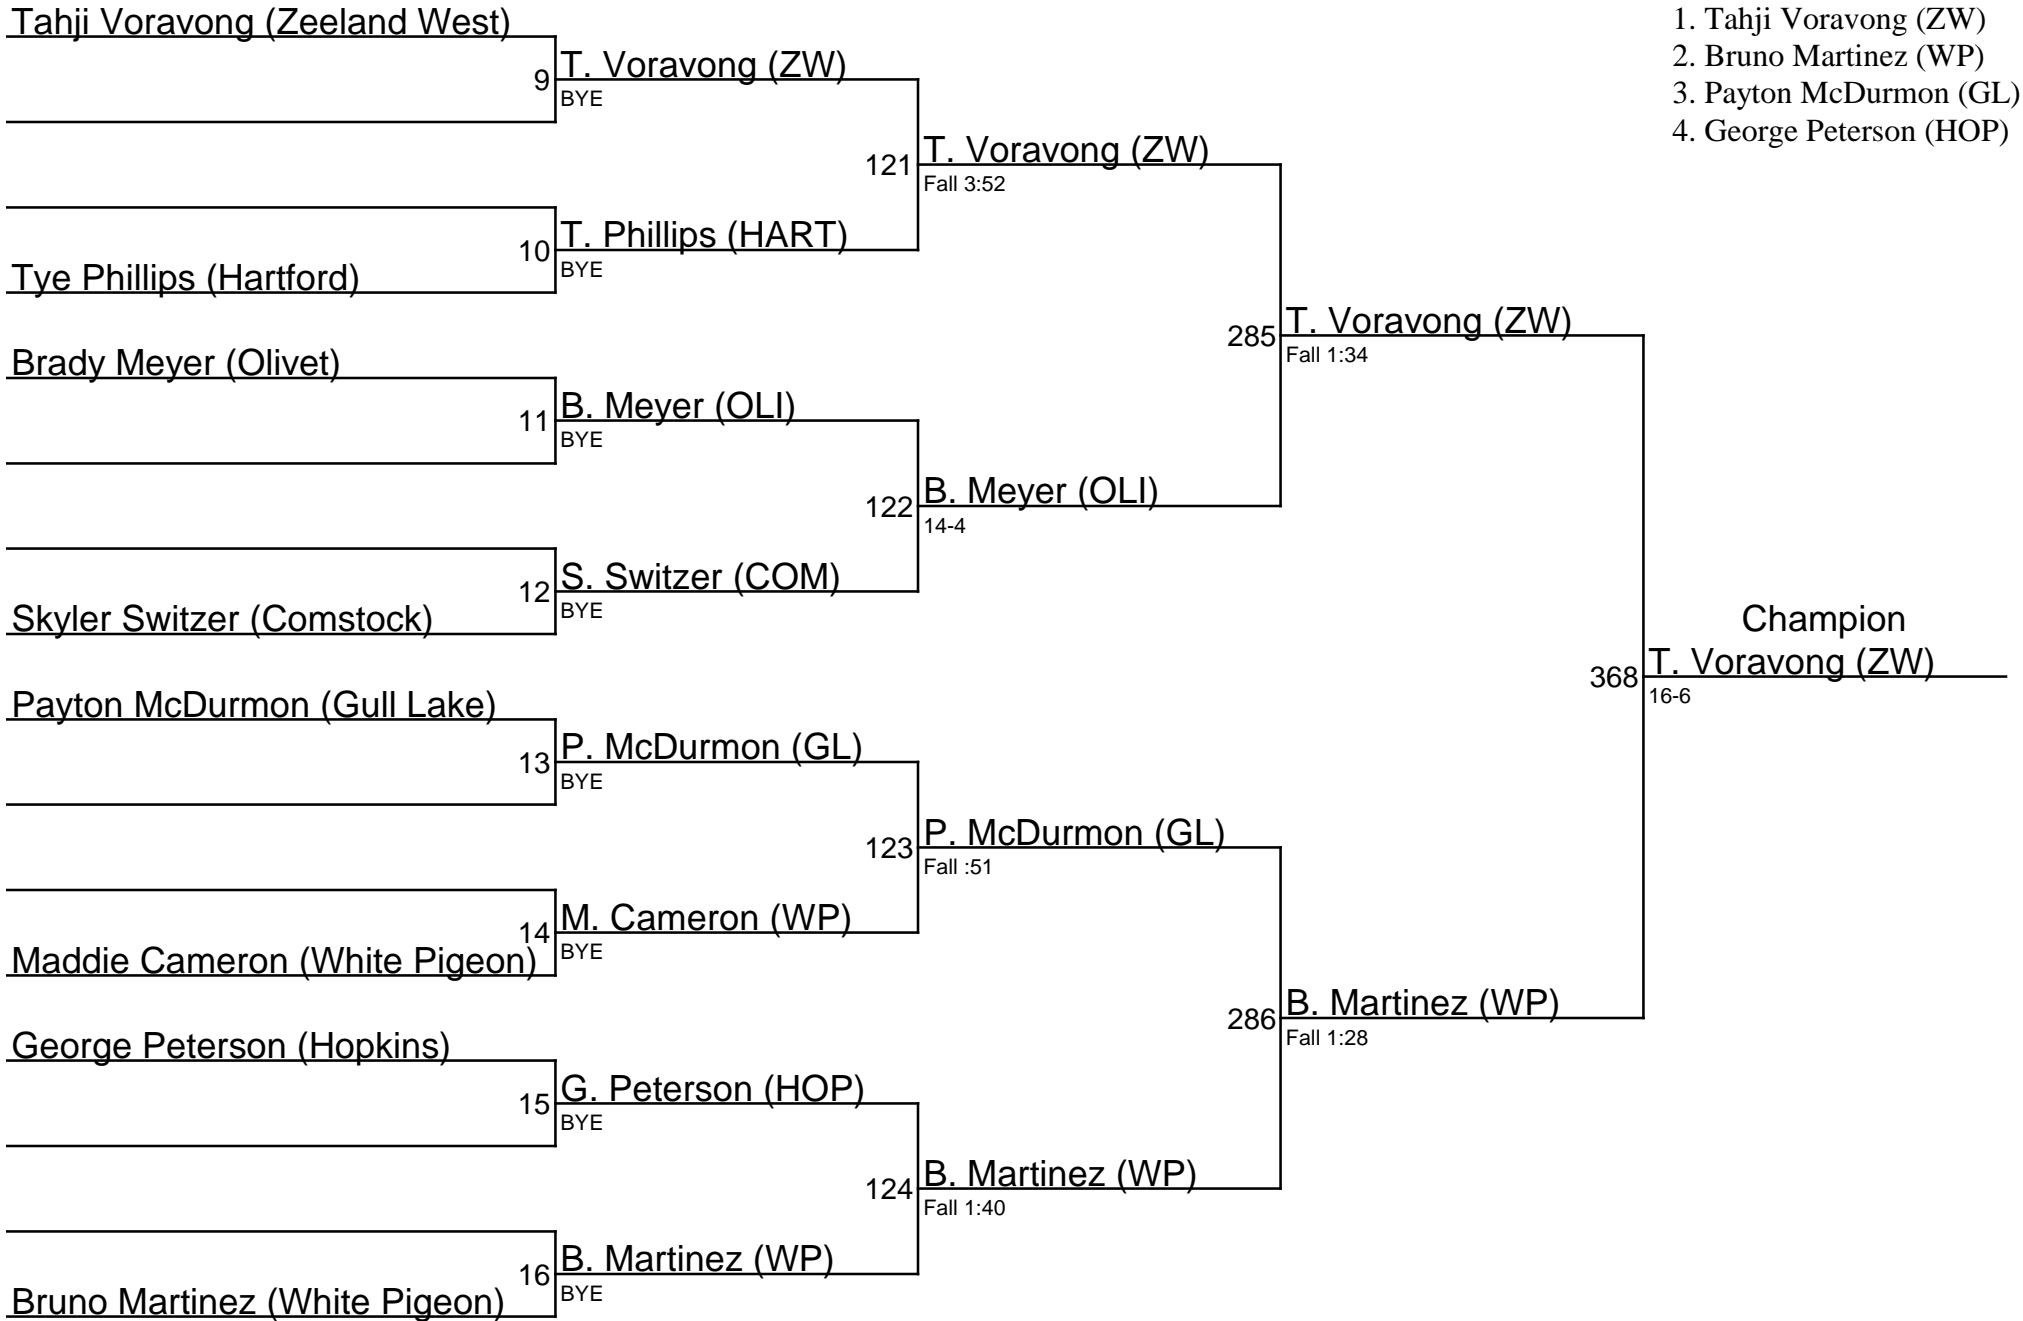 Tahji Voravong (Zeeland West)
9
T. Voravong (ZW)
BYE
121
T. Voravong (ZW)
Fall 3:52
10
T. Phillips (HART)
BYE
Tye Phillips (Hartford)
285
T. Voravong (ZW)
Fall 1:34
Brady Meyer (Olivet)
11
B. Meyer (OLI)
BYE
122
B. Meyer (OLI)
14-4
12
S. Switzer (COM)
BYE
Skyler Switzer (Comstock)
Champion
368
T. Voravong (ZW)
16-6
Payton McDurmon (Gull Lake)
13
P. McDurmon (GL)
BYE
123
P. McDurmon (GL)
Fall :51
14
M. Cameron (WP)
BYE
Maddie Cameron (White Pigeon)
286
B. Martinez (WP)
Fall 1:28
George Peterson (Hopkins)
15
G. Peterson (HOP)
BYE
124
B. Martinez (WP)
Fall 1:40
16
B. Martinez (WP)
BYE
Bruno Martinez (White Pigeon)
1. Tahji Voravong (ZW)
2. Bruno Martinez (WP)
3. Payton McDurmon (GL)
4. George Peterson (HOP)